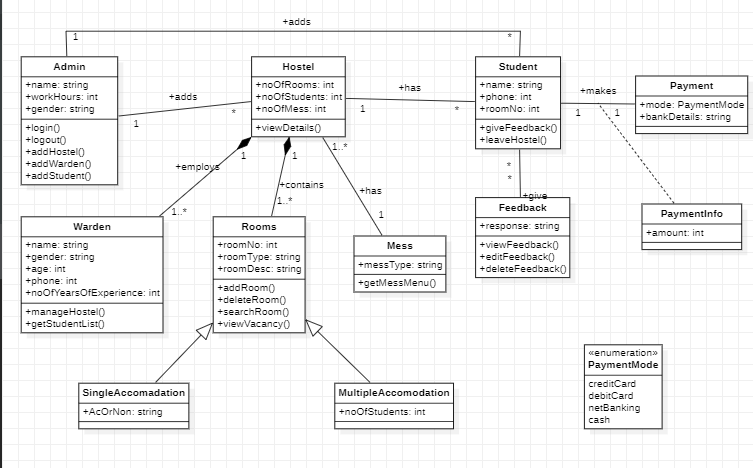 +adds
1
*
Admin
+name: string
+workHours: int
+gender: string
+login()
+logout()
+addHostel()
+addWarden()
+addStudent()
+adds
1
*
Hostel
+noOfRooms: int
+noOfStudents: int
+noOfMess: int
+viewDetails()
+has
1
*
Student
+name: string
+phone: int
+roomNo: int
+giveFeedback()
+leaveHostel()
+makes
1
1
Payment
+mode: PaymentMode
+bankDetails: string
+employs
1
1..*
+contains
1
1..*
1..*
+has
1
*
*
+give
Warden
+name: string
+gender: string
+age: int
+phone: int
+noOfYearsOfExperience: int
+manageHostel()
+getStudentList()
Rooms
+roomNo: int
+roomType: string
+roomDesc: string
+addRoom()
+deleteRoom()
+searchRoom()
+viewVacancy()
Mess
+messType: string
+getMessMenu()
Feedback
+response: string
+viewFeedback()
+editFeedback()
+deleteFeedback()
PaymentInfo
+amount: int
SingleAccomadation
+AcOrNon: string
MultipleAccomodation
+noOfStudents: int
«enumeration»
PaymentMode
creditCard
debitCard
netBanking
cash